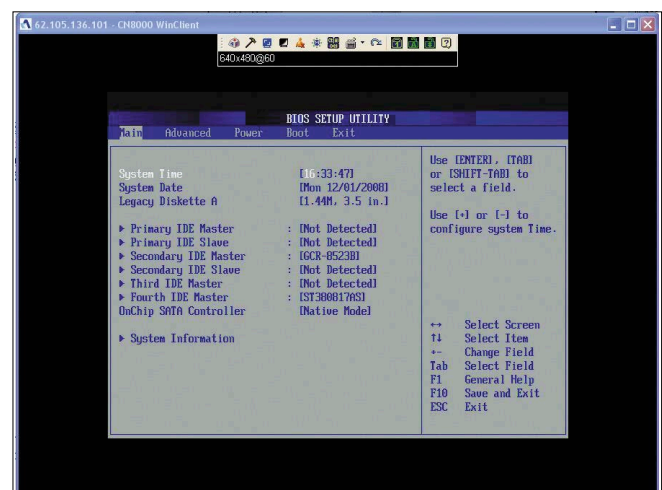 62.105.136.101 - CN8000 WinClient
640x480@60
BIOS SETUP UTILITY
Main Advanced Power Boot Exit
System Time [16:33:47]
System Date [Mon 12/01/2008]
Legacy Diskette A [1.44M, 3.5 in.]
▶ Primary IDE Master : [Not Detected]
▶ Primary IDE Slave : [Not Detected]
▶ Secondary IDE Master : [GCR-8523B]
▶ Secondary IDE Slave : [Not Detected]
▶ Third IDE Master : [Not Detected]
▶ Fourth IDE Master : [ST380817AS]
OnChip SATA Controller [Native Mode]
▶ System Information
Use [ENTER], [TAB]
or [SHIFT-TAB] to
select a field.
Use [+] or [-] to
configure system Time.
↔ Select Screen
↑↓ Select Item
+- Change Field
Tab Select Field
F1 General Help
F10 Save and Exit
ESC Exit